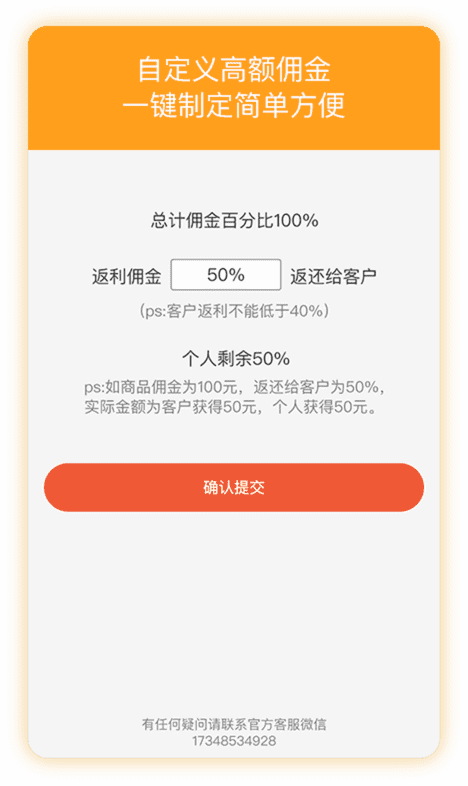 自定义高额佣金
一键制定简单方便
总计佣金百分比100%
返利佣金 50% 返还给客户
（ps:客户返利不能低于40%）
个人剩余50%
ps:如商品佣金为100元，返还给客户为50%，
实际金额为客户获得50元，个人获得50元。
确认提交
有任何疑问请联系官方客服微信
17348534928